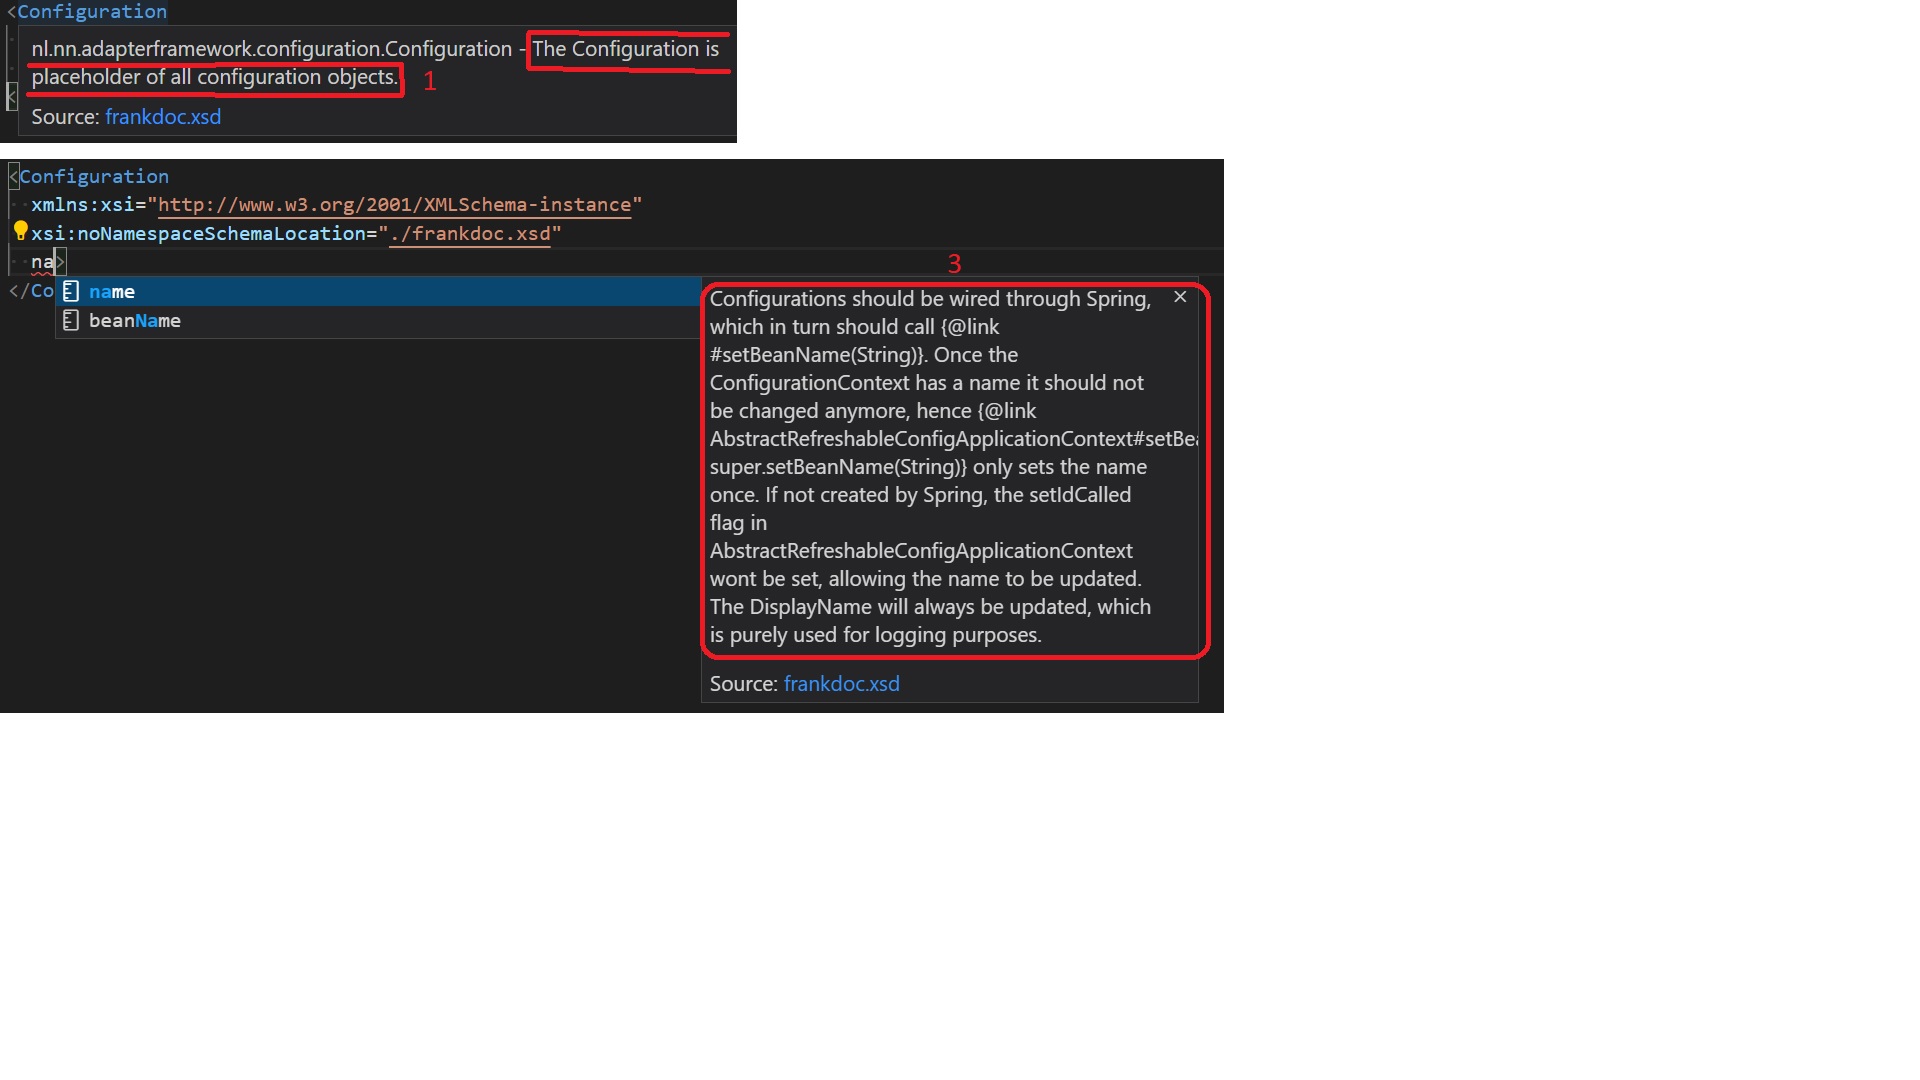 <Configuration
nl.nn.adapterframework.configuration.Configuration - The Configuration is
placeholder of all configuration objects.
1
<
Source: frankdoc.xsd
<Configuration
xmlns:xsi="http://www.w3.org/2001/XMLSchema-instance"
xsi:noNamespaceSchemaLocation="./frankdoc.xsd"
na>
</Co
name
beanName
3
Configurations should be wired through Spring,
which in turn should call {@link
#setBeanName(String)}. Once the
ConfigurationContext has a name it should not
be changed anymore, hence {@link
AbstractRefreshableConfigApplicationContext#setBea
super.setBeanName(String)} only sets the name
once. If not created by Spring, the setIdCalled
flag in
AbstractRefreshableConfigApplicationContext
wont be set, allowing the name to be updated.
The DisplayName will always be updated, which
is purely used for logging purposes.
Source: frankdoc.xsd